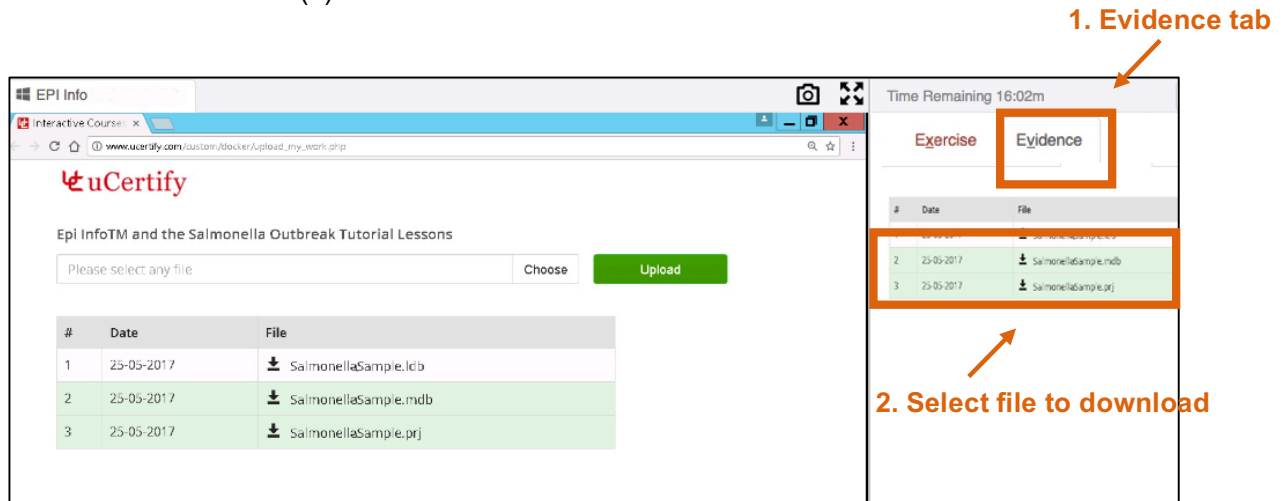 1. Evidence tab
EPI Info
Time Remaining 16:02m
Interactive Course: ×
www.ucertify.com/custom/docker/upload_my_work.php
Exercise Evidence
uCertify
# Date File
Epi InfoTM and the Salmonella Outbreak Tutorial Lessons
Please select any file Choose Upload
2 25-05-2017 SalmonellaSample.mdb
3 25-05-2017 SalmonellaSample.prj
# Date File
1 25-05-2017 SalmonellaSample.ldb
2 25-05-2017 SalmonellaSample.mdb
3 25-05-2017 SalmonellaSample.prj
2. Select file to download